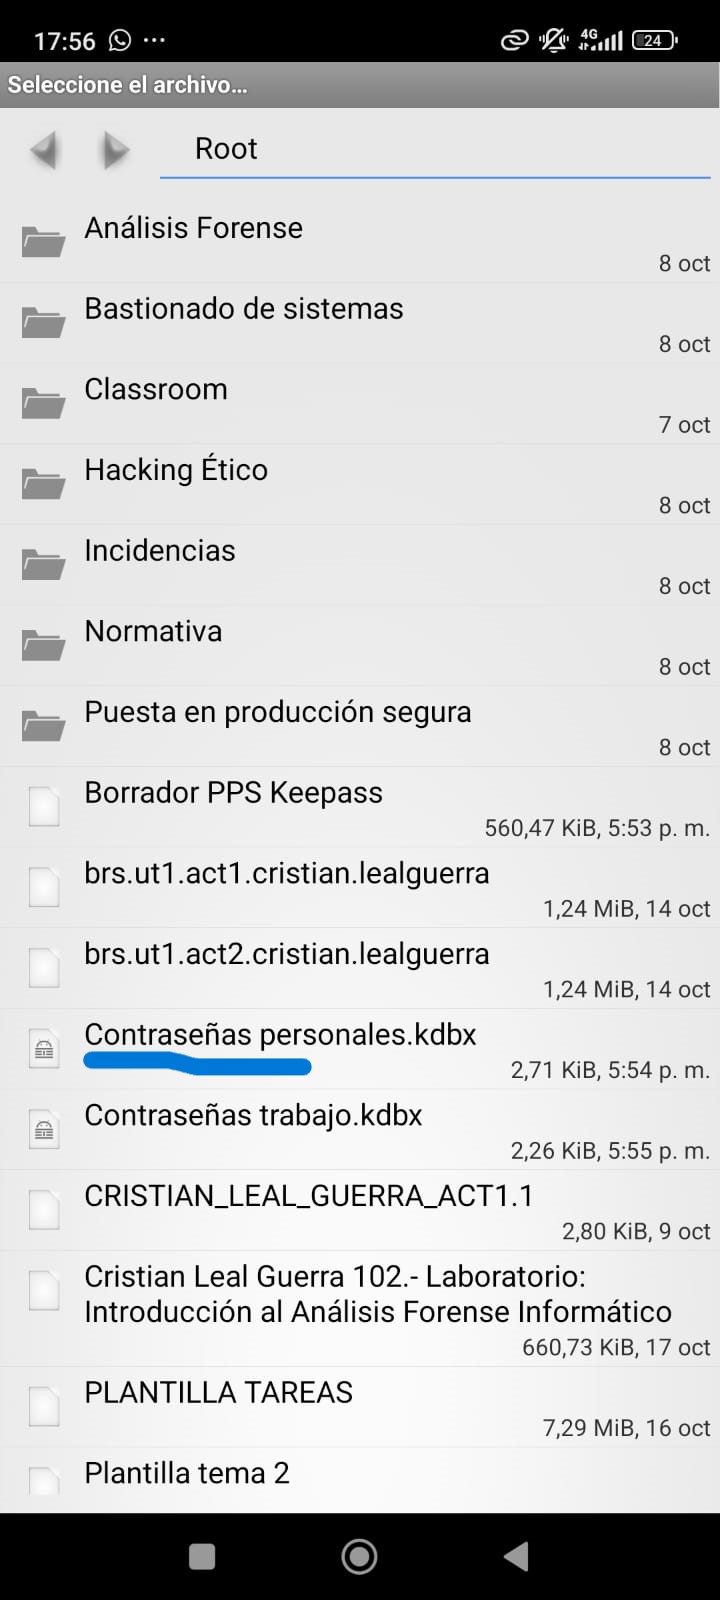 17:56
4G
24
Seleccione el archivo...
Root
Análisis Forense
8 oct
Bastionado de sistemas
8 oct
Classroom
7 oct
Hacking Ético
8 oct
Incidencias
8 oct
Normativa
8 oct
Puesta en producción segura
8 oct
Borrador PPS Keepass
560,47 KiB, 5:53 p. m.
brs.ut1.act1.cristian.lealguerra
1,24 MiB, 14 oct
brs.ut1.act2.cristian.lealguerra
1,24 MiB, 14 oct
Contraseñas personales.kdbx
2,71 KiB, 5:54 p. m.
Contraseñas trabajo.kdbx
2,26 KiB, 5:55 p. m.
CRISTIAN_LEAL_GUERRA_ACT1.1
2,80 KiB, 9 oct
Cristian Leal Guerra 102.- Laboratorio:
Introducción al Análisis Forense Informático
660,73 KiB, 17 oct
PLANTILLA TAREAS
7,29 MiB, 16 oct
Plantilla tema 2